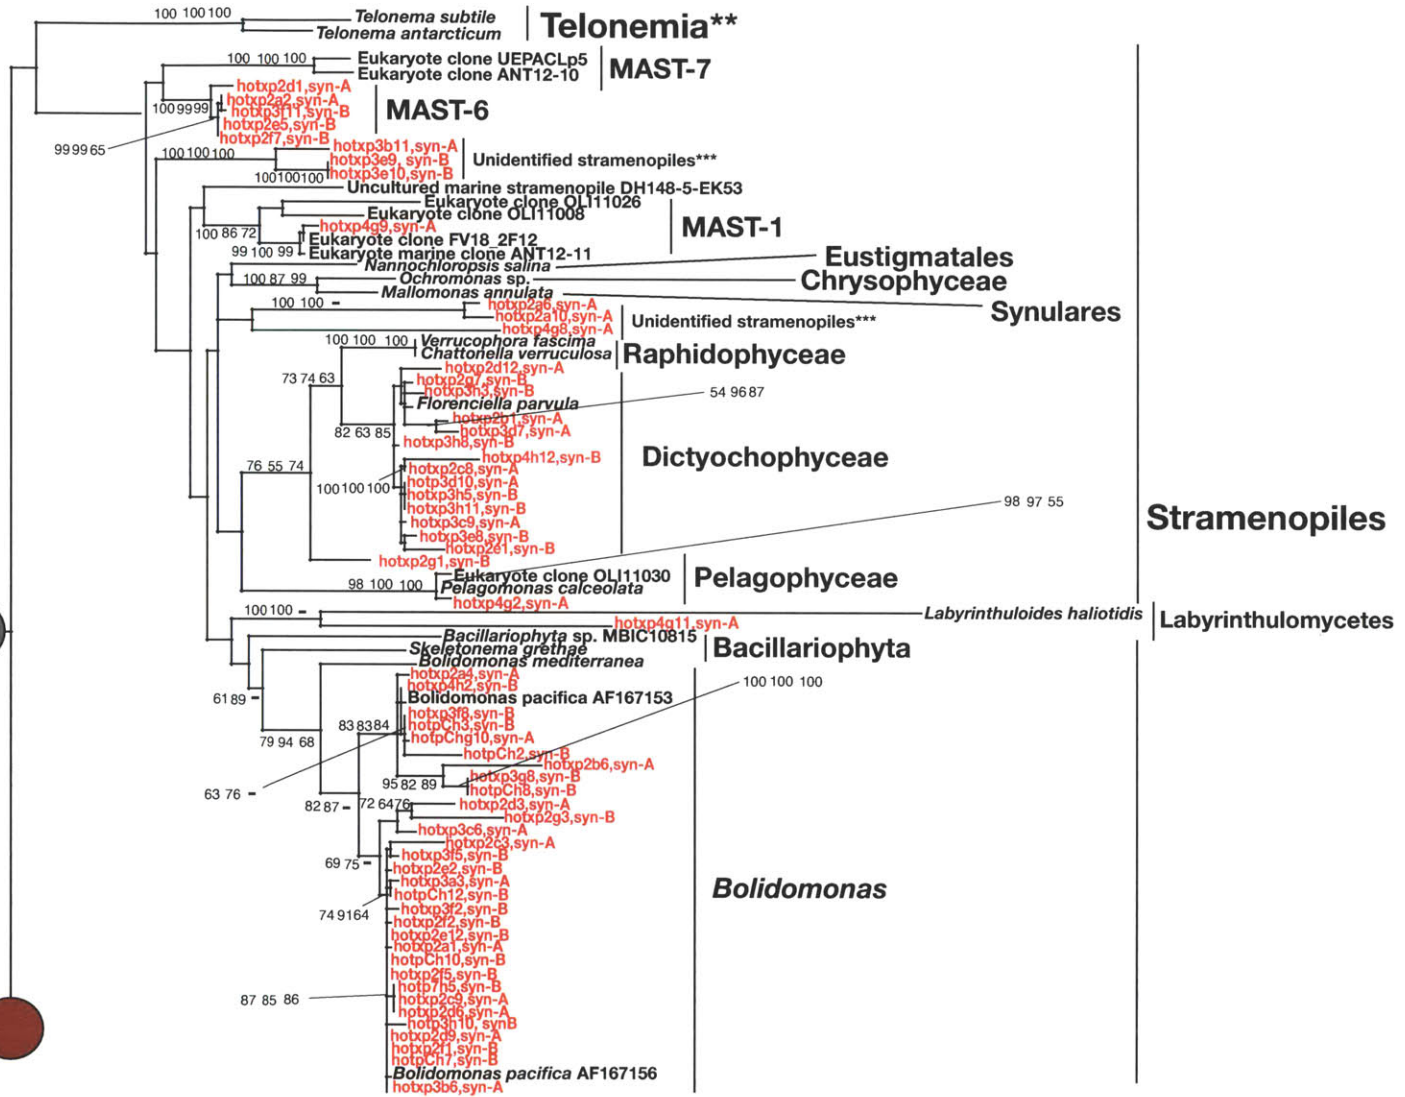 100 100 100
Telonema subtile
Telonema antarcticum
Telonemia**
100 100 100
Eukaryote clone UEPACLp5
Eukaryote clone ANT12-10
MAST-7
hotxp2d1,syn-A
hotxp2a2,syn-A
100 99 99
hotxp3f11,syn-B
hotxp2e5,syn-B
hotxp2f7,syn-B
MAST-6
99 99 65
100 100 100
hotxp3b11,syn-A
hotxp3e9, syn-B
hotxp3e10,syn-B
Unidentified stramenopiles***
100 100 100
Uncultured marine stramenopile DH148-5-EK53
Eukaryote clone OLI11026
Eukaryote clone OLI11008
hotxp4g9,syn-A
MAST-1
100 86 72
Eukaryote clone FV18_2F12
99 100 99
Eukaryote marine clone ANT12-11
Nannochloropsis salina
Eustigmatales
100 87 99
Ochromonas sp.
Chrysophyceae
Mallomonas annulata
Synulares
100 100 -
hotxp2a6,syn-A
hotxp2a10,syn-A
hotxp4g8,syn-A
Unidentified stramenopiles***
100 100 100
Verrucophora fascima
Chattonella verruculosa
Raphidophyceae
hotxp2d12,syn-A
73 74 63
hotxp2g7,syn-B
hotxp3h3,syn-B
54 96 87
Florenciella parvula
hotxp2b1,syn-A
82 63 85
hotxp3d7,syn-A
hotxp3h8,syn-B
hotxp4h12,syn-B
Dictyochophyceae
76 55 74
hotxp2c8,syn-A
hotp3d10,syn-A
100 100 100
hotxp3h5,syn-B
hotp3h11,syn-B
98 97 55
hotxp3c9,syn-A
Stramenopiles
hotxp3e8,syn-B
hotxp2e1,syn-B
hotxp2g1,syn-B
Eukaryote clone OLI11030
98 100 100
Pelagomonas calceolata
Pelagophyceae
hotxp4g2,syn-A
100 100 -
Labyrinthuloides haliotidis
hotxp4g11,syn-A
Labyrinthulomycetes
Bacillariophyta sp. MBIC10815
Skeletonema grethae
Bacillariophyta
Bolidomonas mediterranea
hotxp2a4,syn-A
hotxp4h2,syn-B
100 100 100
61 89 -
Bolidomonas pacifica AF167153
hotxp3f8,syn-B
83 83 84
hotpCh3,syn-B
79 94 68
hotpChg10,syn-A
hotpCh2,syn-B
hotxp2b6,syn-A
hotxp3g8,syn-B
95 82 89
hotpCh8,syn-B
63 76 -
82 87 -
72 64 76
hotxp2d3,syn-A
hotxp2g3,syn-B
hotxp3c6,syn-A
hotxp2c3,syn-A
69 75 -
hotxp3f5,syn-B
hotxp2e2,syn-B
hotxp3a3,syn-A
Bolidomonas
hotpCh12,syn-B
74 91 64
hotxp3f2,syn-B
hotxp2f2,syn-B
hotxp2e12,syn-B
hotxp2a1,syn-A
hotpCh10,syn-B
hotxp2f5,syn-B
hotp7h5,syn-B
87 85 86
hotxp2c9,syn-A
hotxp2d6,syn-A
hotp3h10, synB
hotxp2d9,syn-A
hotxp2f1,syn-B
hotpCh7,syn-B
Bolidomonas pacifica AF167156
hotxp3b6,syn-A